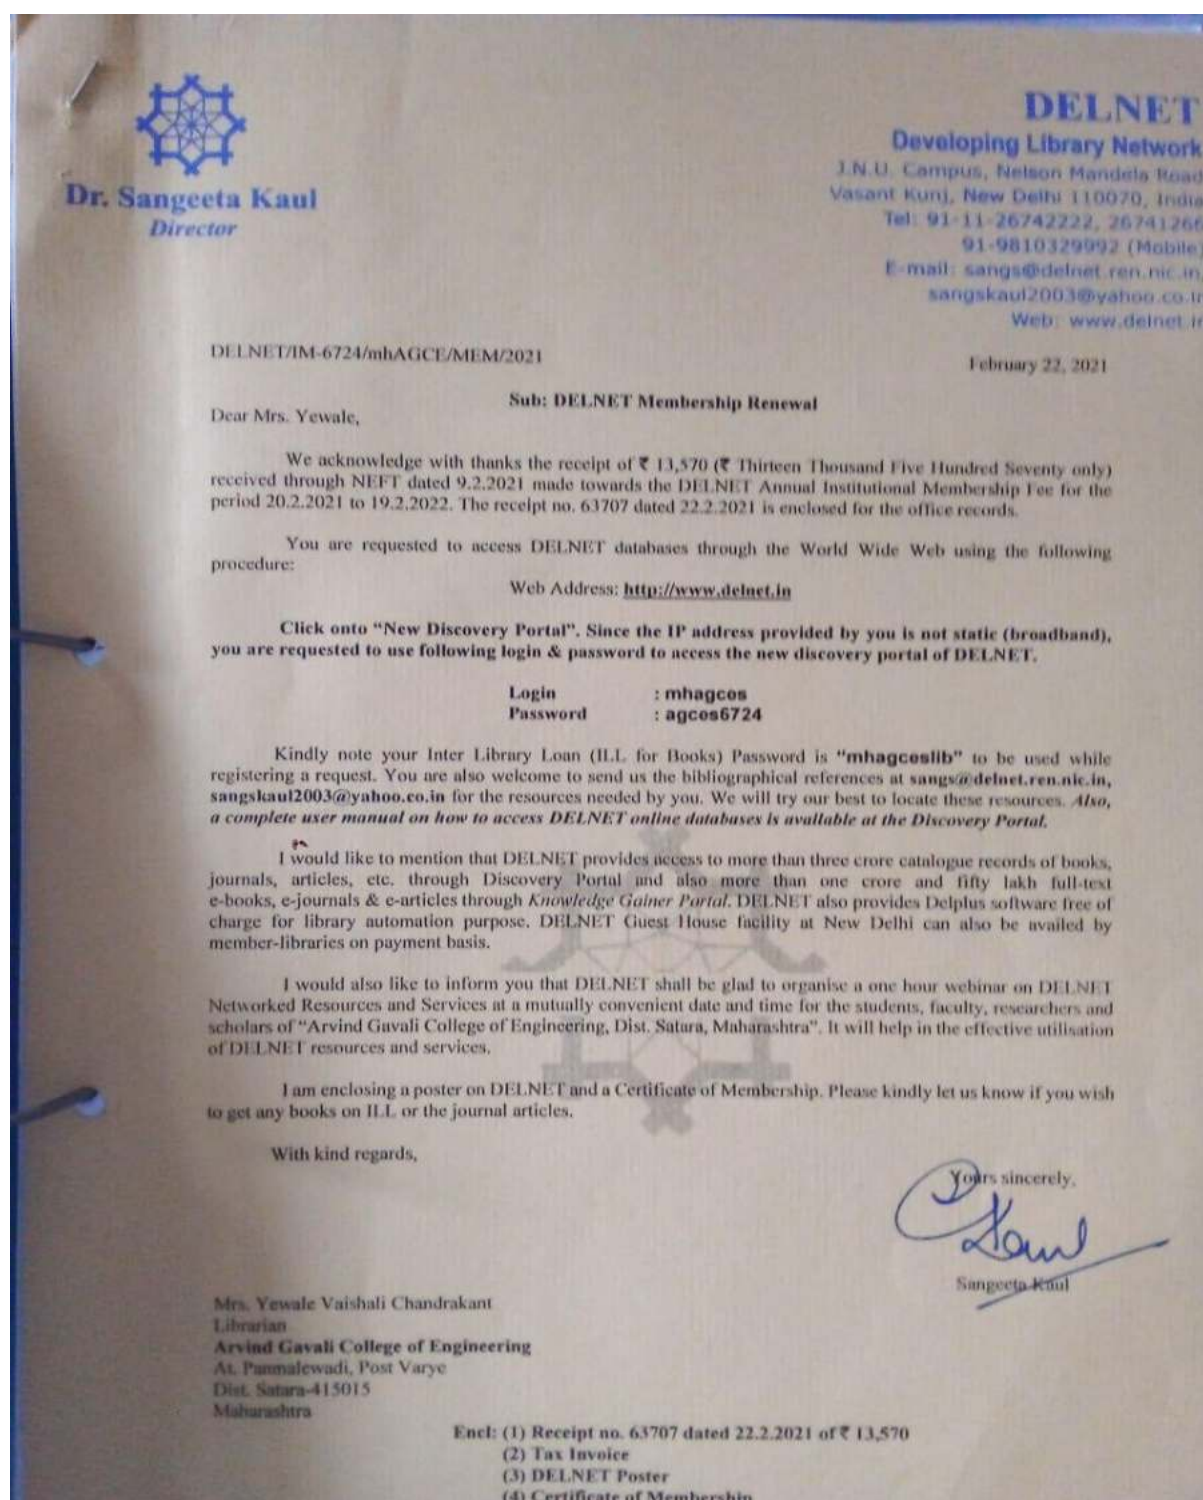 Dr. Sangeeta Kaul
Director
DELNET
Developing Library Network
J.N.U. Campus, Nelson Mandela Road
Vasant Kunj, New Delhi 110070, India
Tel: 91-11-26742222, 26741266
91-9810329992 (Mobile)
E-mail: sangs@delnet.ren.nic.in,
sangskaul2003@yahoo.co.in
Web: www.delnet.in
DELNET/IM-6724/mhAGCE/MEM/2021
February 22, 2021
Sub: DELNET Membership Renewal
Dear Mrs. Yewale,
We acknowledge with thanks the receipt of ₹ 13,570 (₹ Thirteen Thousand Five Hundred Seventy only)
received through NEFT dated 9.2.2021 made towards the DELNET Annual Institutional Membership Fee for the
period 20.2.2021 to 19.2.2022. The receipt no. 63707 dated 22.2.2021 is enclosed for the office records.
You are requested to access DELNET databases through the World Wide Web using the following
procedure:
Web Address: http://www.delnet.in
Click onto “New Discovery Portal”. Since the IP address provided by you is not static (broadband),
you are requested to use following login & password to access the new discovery portal of DELNET.
Login : mhagcos
Password : agcos6724
Kindly note your Inter Library Loan (ILL for Books) Password is “mhagcoslib” to be used while
registering a request. You are also welcome to send us the bibliographical references at sangs@delnet.ren.nic.in,
sangskaul2003@yahoo.co.in for the resources needed by you. We will try our best to locate these resources. Also,
a complete user manual on how to access DELNET online databases is available at the Discovery Portal.
I would like to mention that DELNET provides access to more than three crore catalogue records of books,
journals, articles, etc. through Discovery Portal and also more than one crore and fifty lakh full-text
e-books, e-journals & e-articles through Knowledge Gainer Portal. DELNET also provides Delplus software free of
charge for library automation purpose. DELNET Guest House facility at New Delhi can also be availed by
member-libraries on payment basis.
I would also like to inform you that DELNET shall be glad to organise a one hour webinar on DELNET
Networked Resources and Services at a mutually convenient date and time for the students, faculty, researchers and
scholars of “Arvind Gavali College of Engineering, Dist. Satara, Maharashtra”. It will help in the effective utilisation
of DELNET resources and services.
I am enclosing a poster on DELNET and a Certificate of Membership. Please kindly let us know if you wish
to get any books on ILL or the journal articles.
With kind regards,
Yours sincerely,
Kaul
Sangeeta Kaul
Mrs. Yewale Vaishali Chandrakant
Librarian
Arvind Gavali College of Engineering
At. Panmalewadi, Post Varye
Dist. Satara-415015
Maharashtra
Encl: (1) Receipt no. 63707 dated 22.2.2021 of ₹ 13,570
(2) Tax Invoice
(3) DELNET Poster
(4) Certificate of Membership